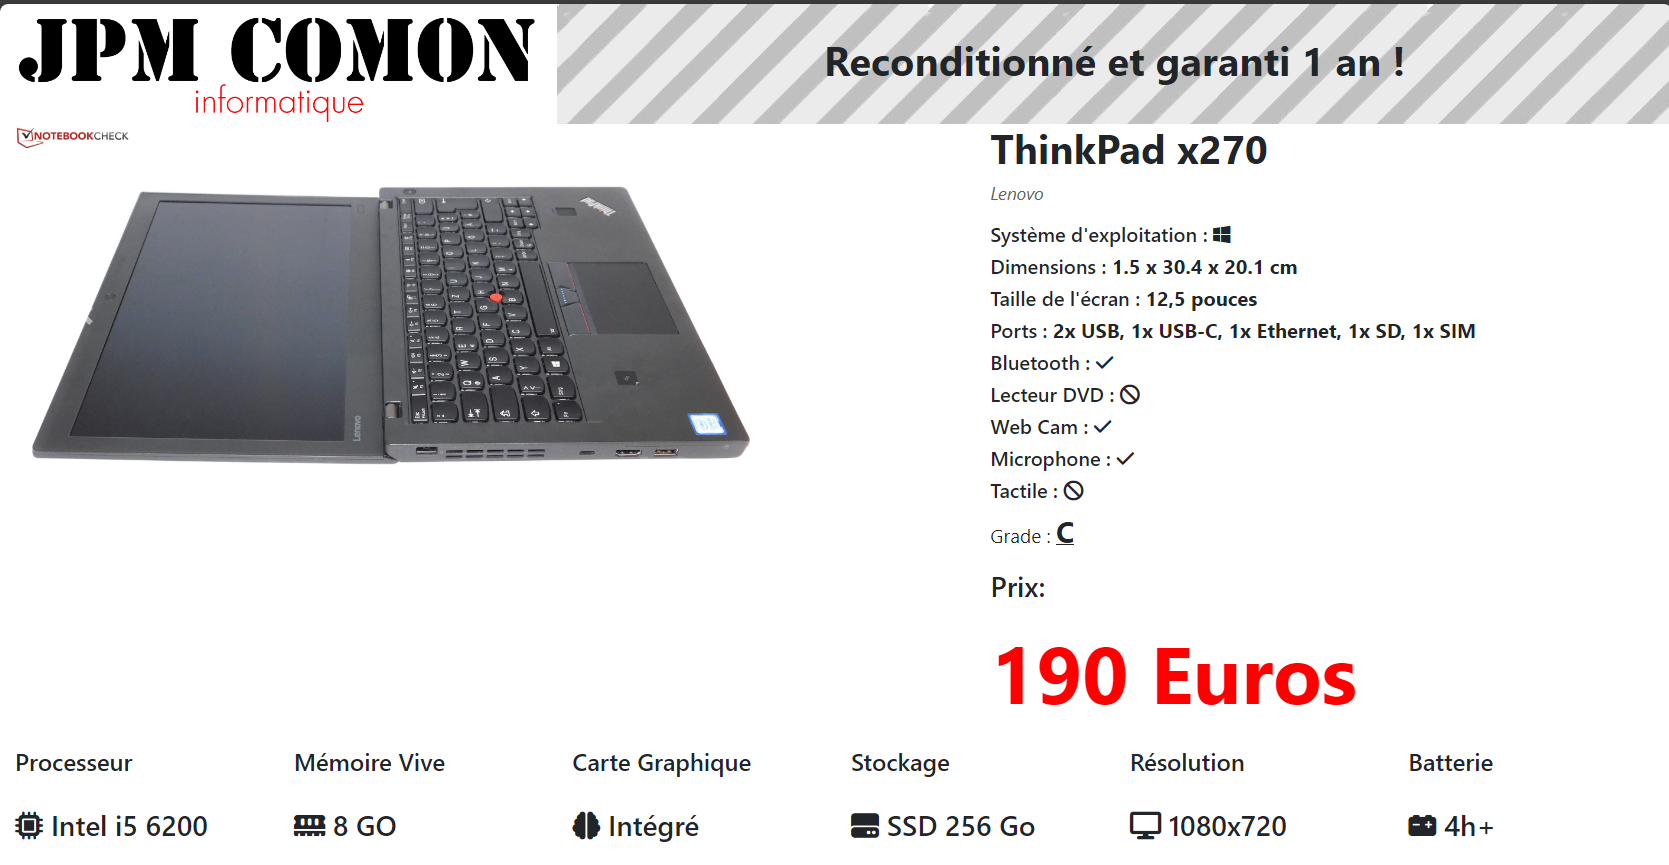 JPM COMON
informatique
Reconditionné et garanti 1 an !
NOTEBOOKCHECK
ThinkPad x270
Lenovo
Système d'exploitation :
Dimensions : 1.5 x 30.4 x 20.1 cm
Taille de l'écran : 12,5 pouces
Ports : 2x USB, 1x USB-C, 1x Ethernet, 1x SD, 1x SIM
Bluetooth : ✓
Lecteur DVD :
Web Cam : ✓
Microphone : ✓
Tactile :
Grade : C
Prix:
190 Euros
ThinkPad
Lenovo
Processeur
Mémoire Vive
Carte Graphique
Stockage
Résolution
Batterie
Intel i5 6200
8 GO
Intégré
SSD 256 Go
1080x720
4h+